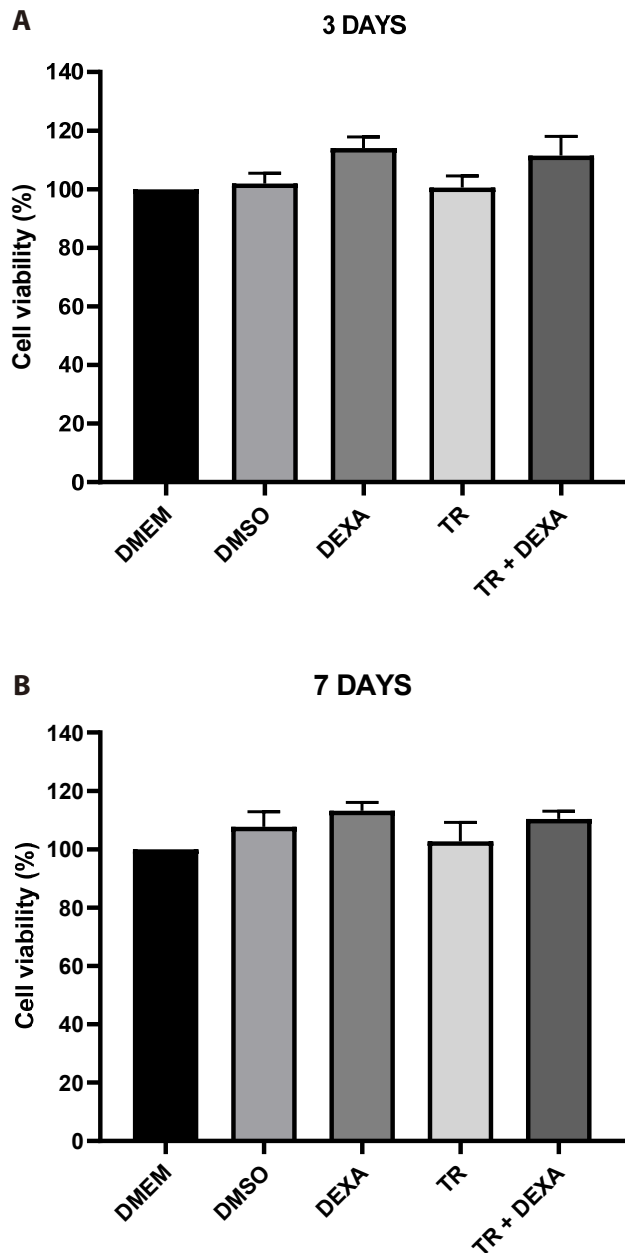 A
3 DAYS
Cell viability (%)
140
120
100
80
60
40
20
0
DMEM
DMSO
DEXA
TR
TR + DEXA
B
7 DAYS
Cell viability (%)
140
120
100
80
60
40
20
0
DMEM
DMSO
DEXA
TR
TR + DEXA